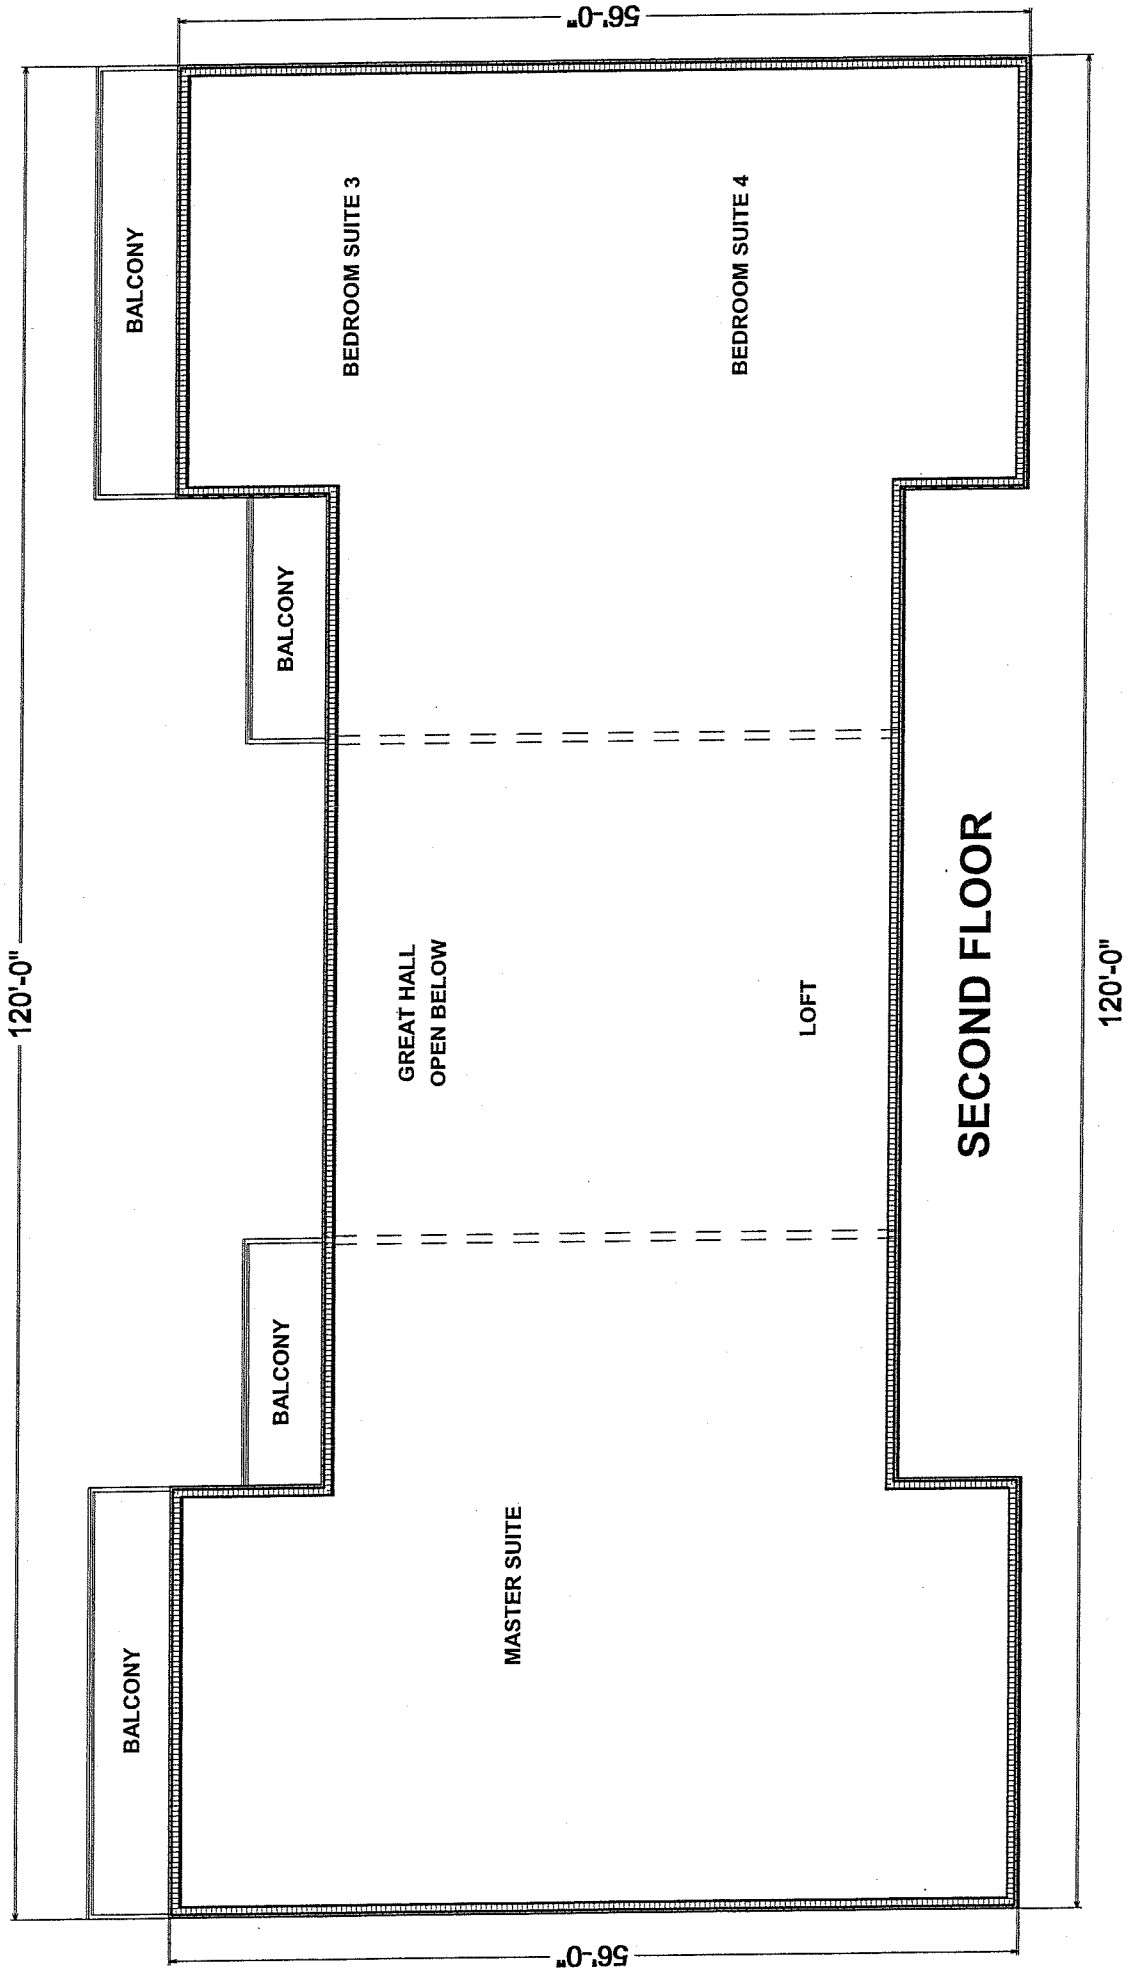 120'-0"
BALCONY
BALCONY
BALCONY
BALCONY
56'-0"
56'-0"
GREAT HALL
OPEN BELOW
BEDROOM SUITE 3
MASTER SUITE
BEDROOM SUITE 4
LOFT
SECOND FLOOR
120'-0"